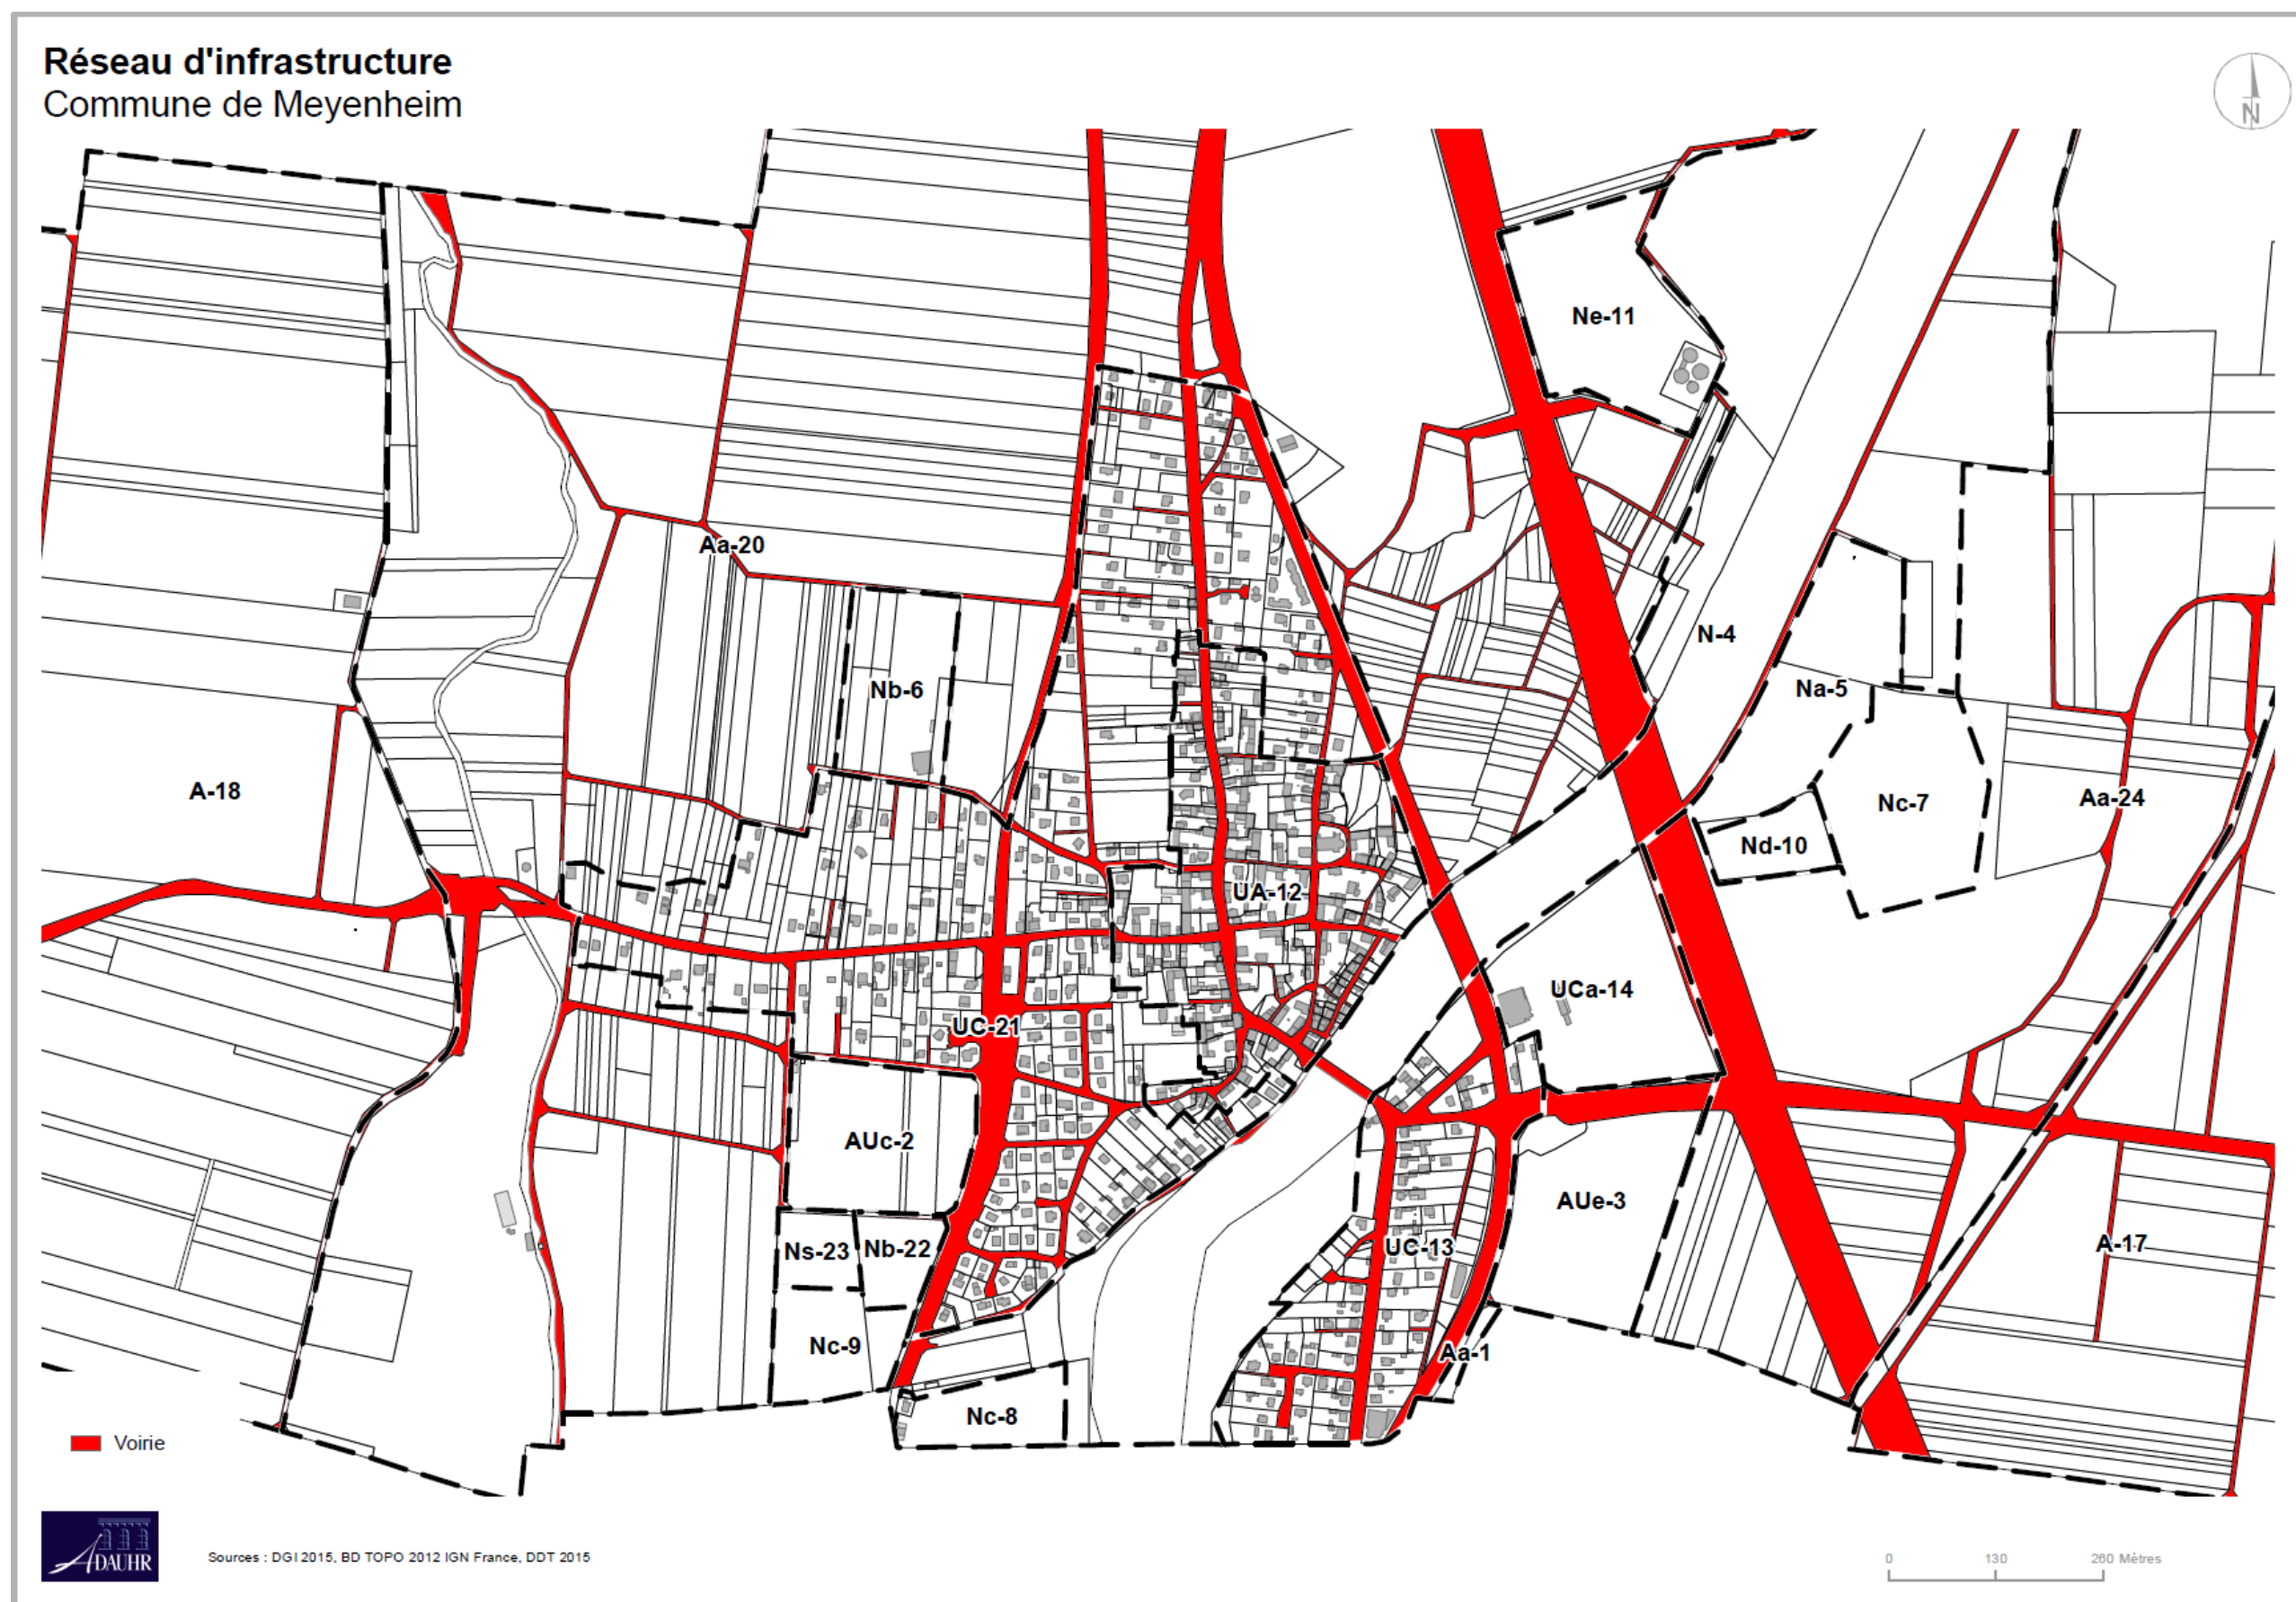 Réseau d'infrastructure
Commune de Meyenheim
N
Ne-11
Aa-20
N-4
Nb-6
Na-5
A-18
Nc-7
Aa-24
Nd-10
UA-12
UCa-14
UC-21
AUc-2
AUe-3
Ns-23
Nb-22
UC-13
A-17
Nc-9
Aa-1
Nc-8
Voirie
ADAUHR
Sources : DGI 2015, BD TOPO 2012 IGN France, DDT 2015
0 130 260 Mètres